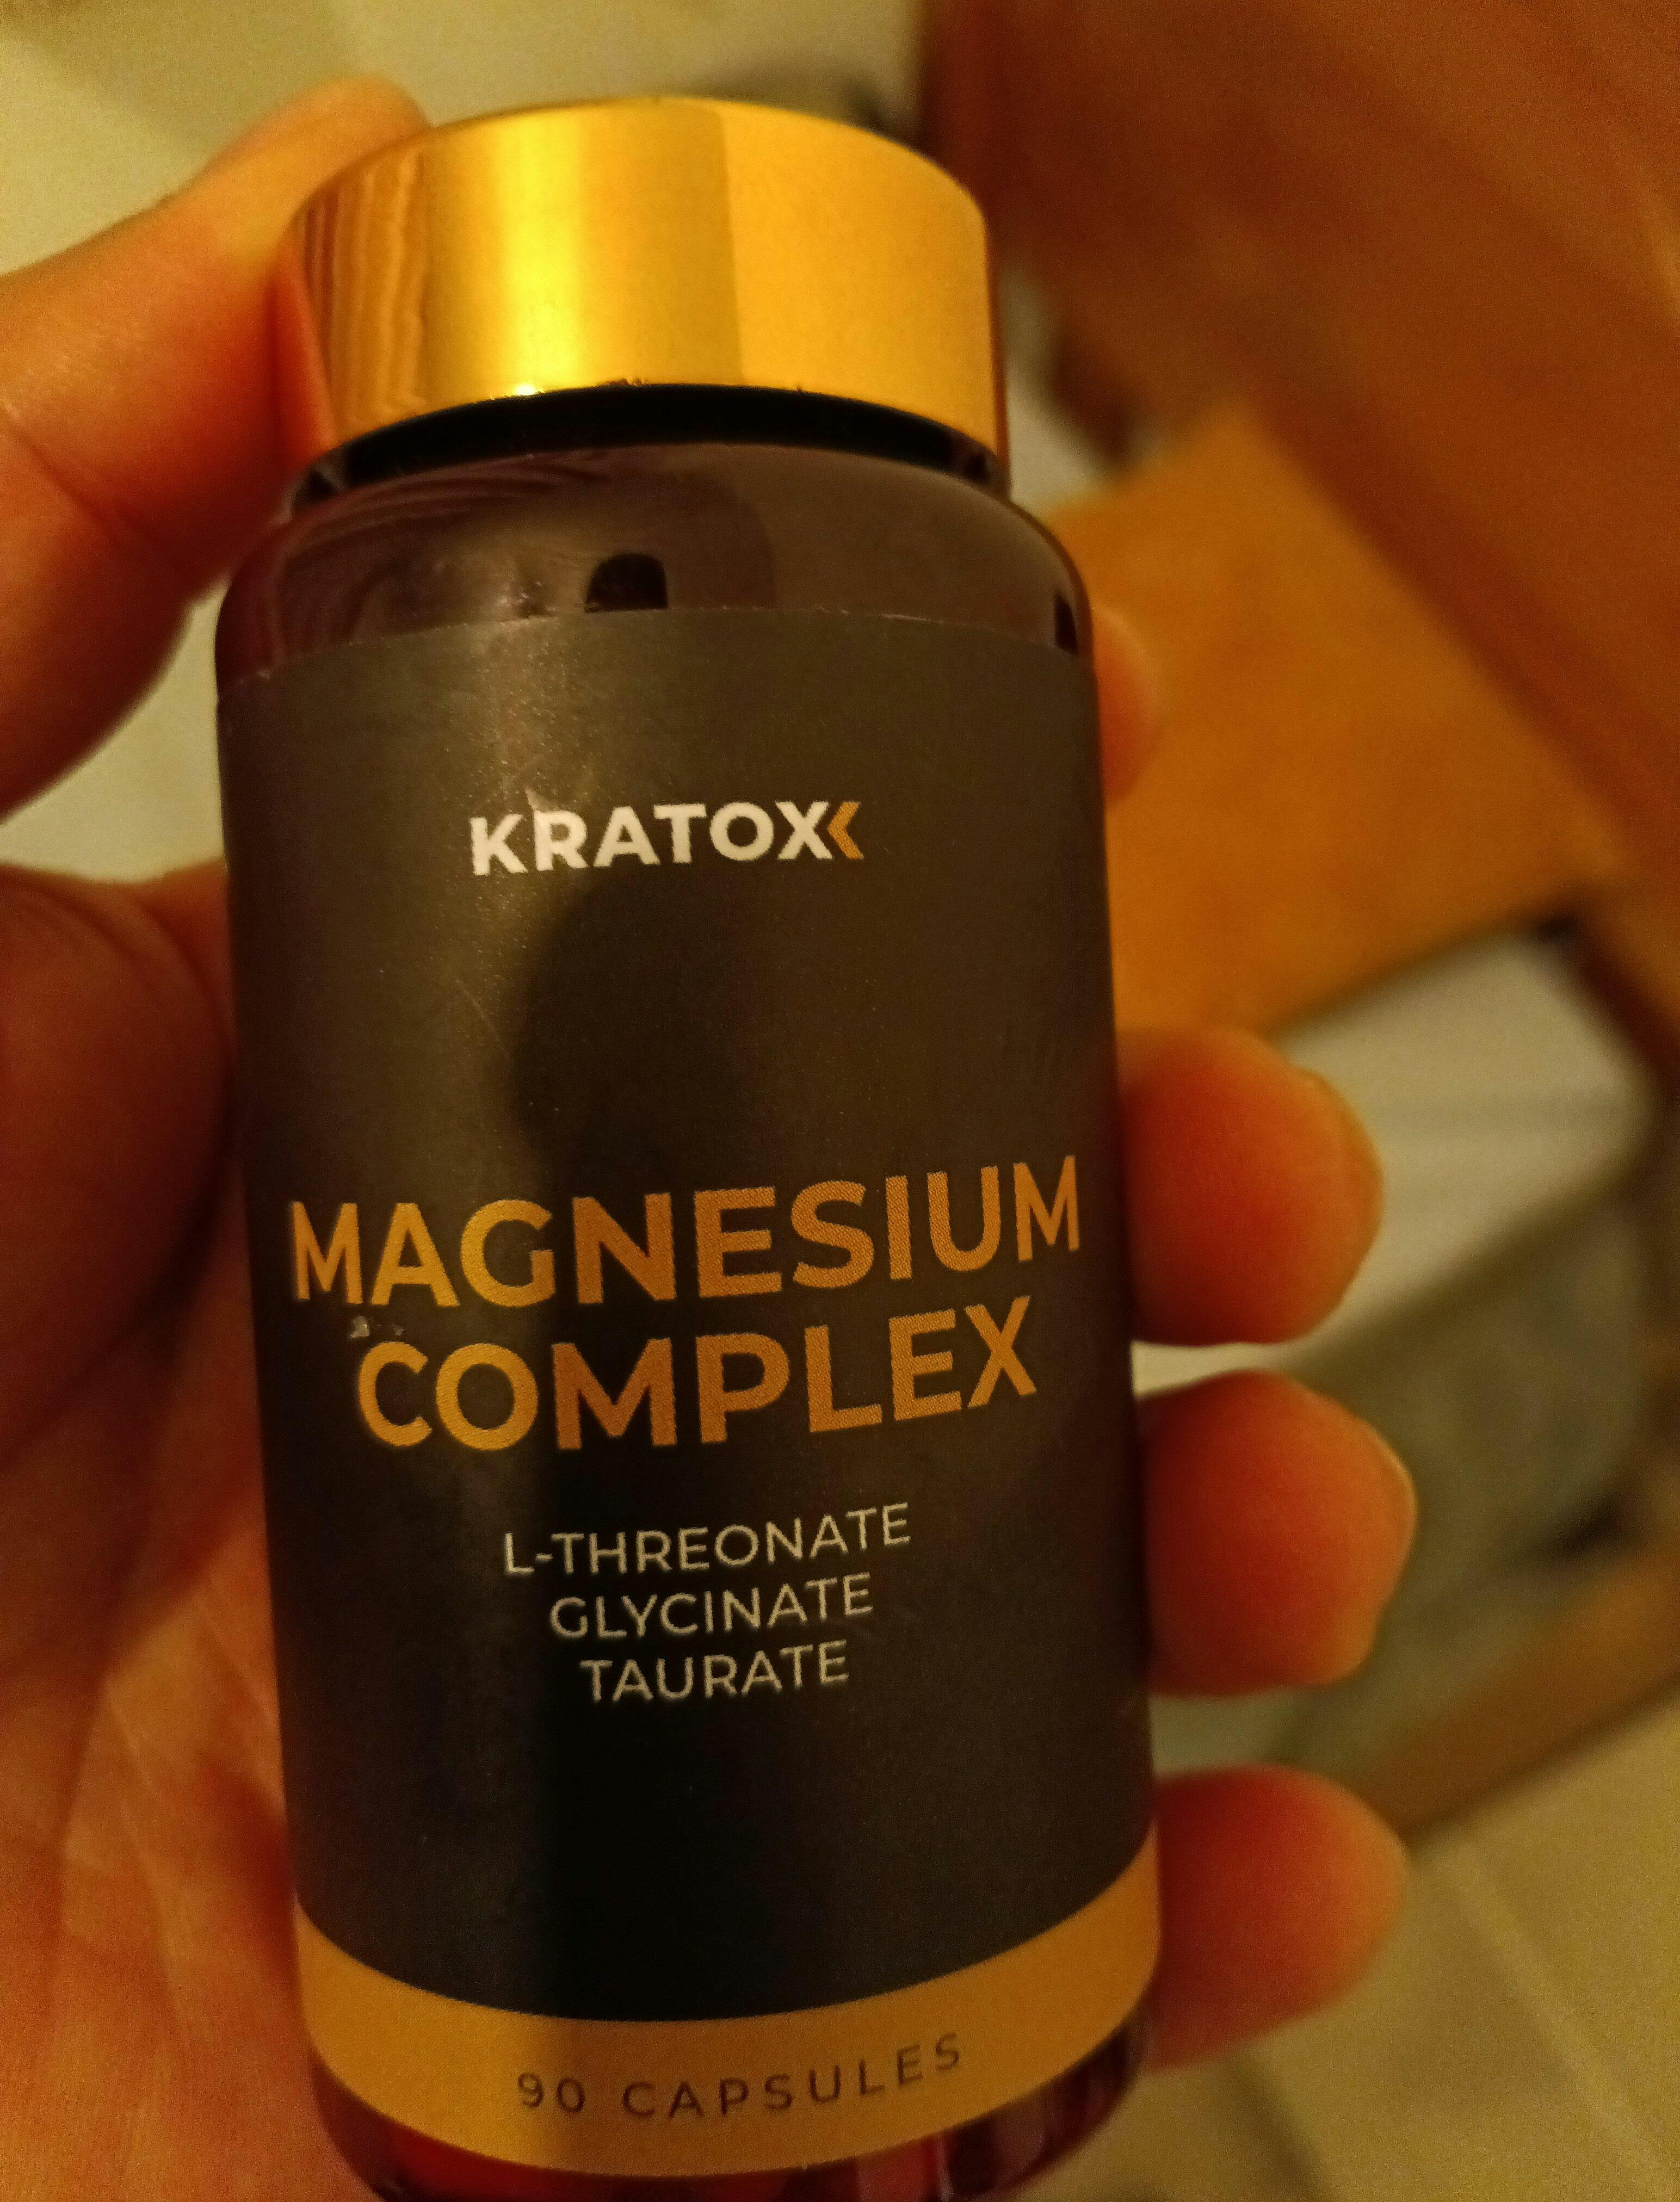 KRATOX
MAGNESIUM
COMPLEX
L-THREONATE
GLYCINATE
TAURATE
90 CAPSULES